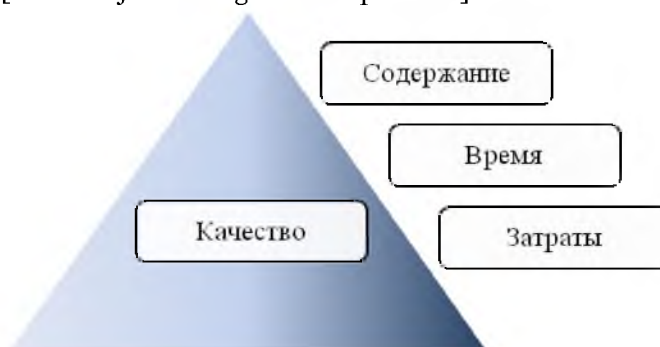 Содержание
Время
Качество
Затраты